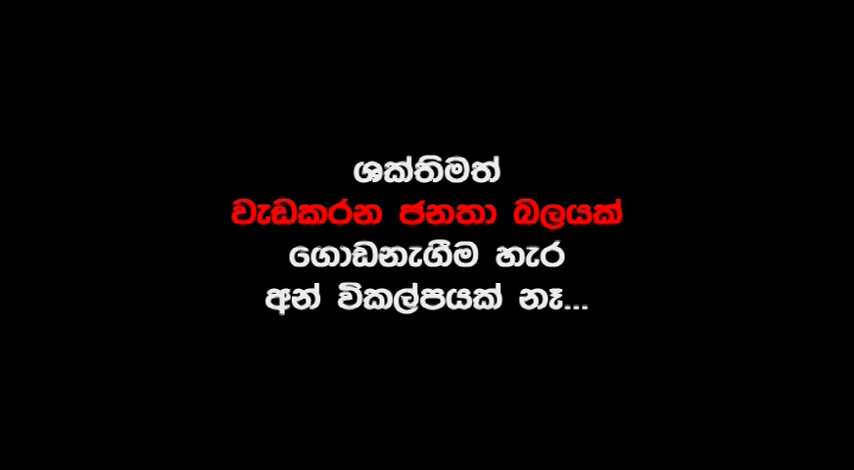 ශක්තිමත්
වැඩකරන ජනතා බලයක්
ගොඩනැගීම හැර
අන් විකල්පයක් නෑ...